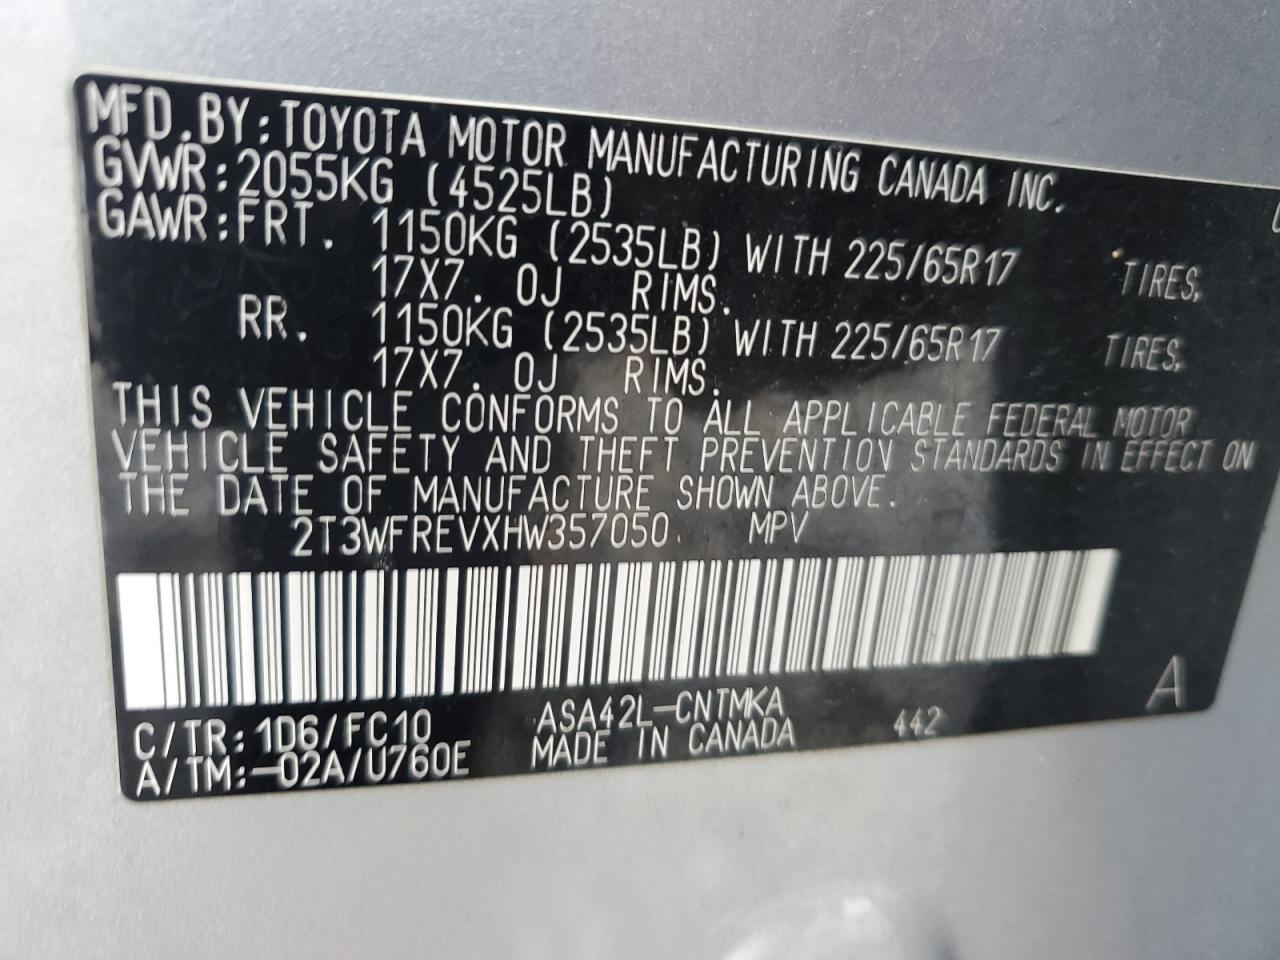 MFD.BY:TOYOTA MOTOR MANUFACTURING CANADA INC.
GVWR:2055KG (4525LB)
GAWR:FRT. 1150KG (2535LB) WITH 225/65R17 TIRES,
17X7. 0J RIMS.
RR. 1150KG (2535LB) WITH 225/65R17 TIRES,
17X7. 0J RIMS.
THIS VEHICLE CONFORMS TO ALL APPLICABLE FEDERAL MOTOR
VEHICLE SAFETY AND THEFT PREVENTION STANDARDS IN EFFECT ON
THE DATE OF MANUFACTURE SHOWN ABOVE.
2T3WFREVXHW357050 MPV
A
C/TR:1D6/FC10 ASA42L-CNTMKA 442
A/TM:-02A/U760E MADE IN CANADA